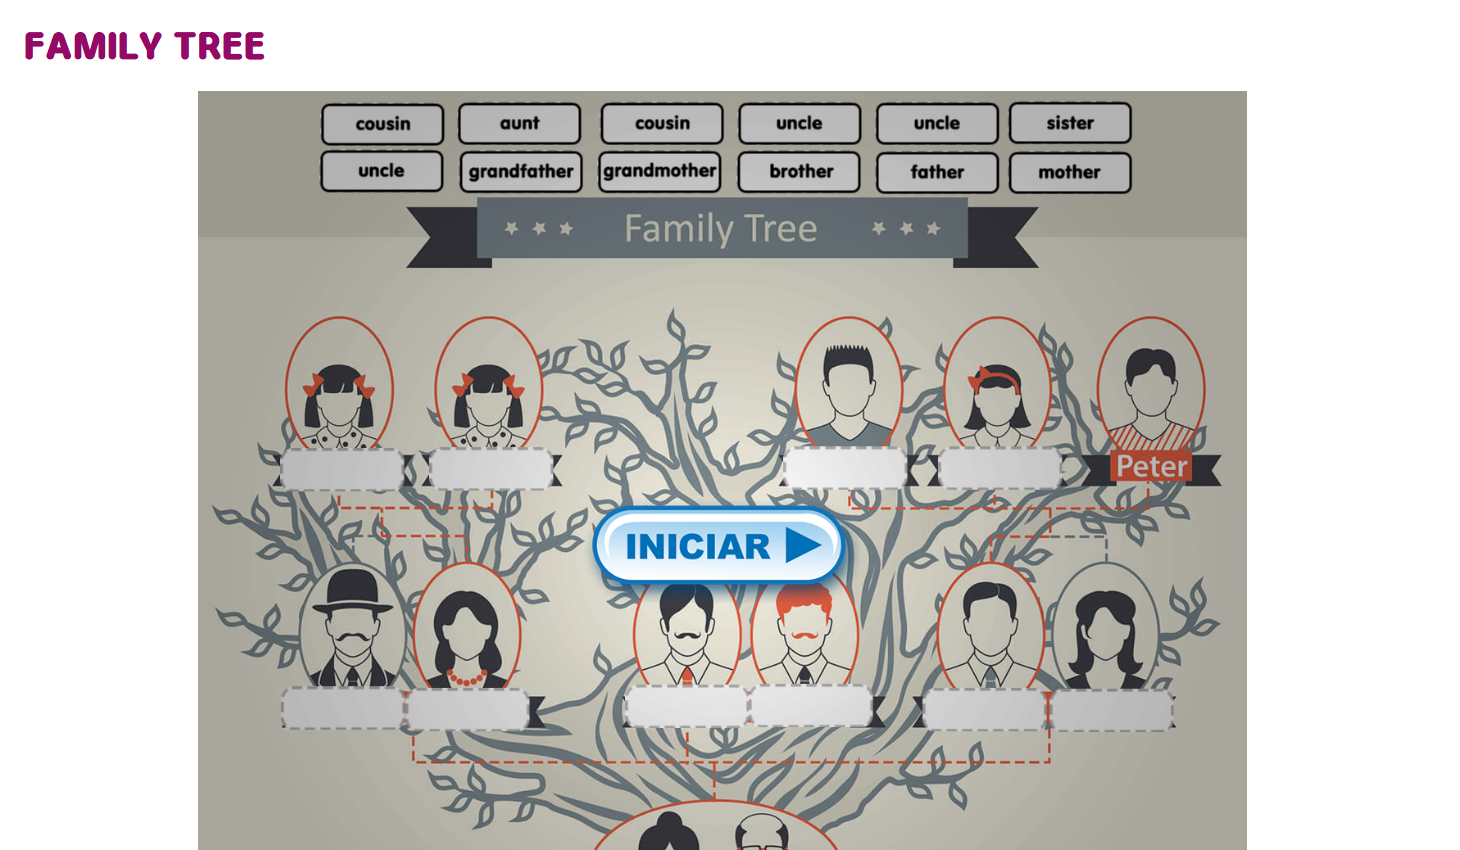 FAMILY TREE
cousin aunt cousin uncle uncle sister
uncle grandfather grandmother brother father mother
Family Tree
Peter
INICIAR